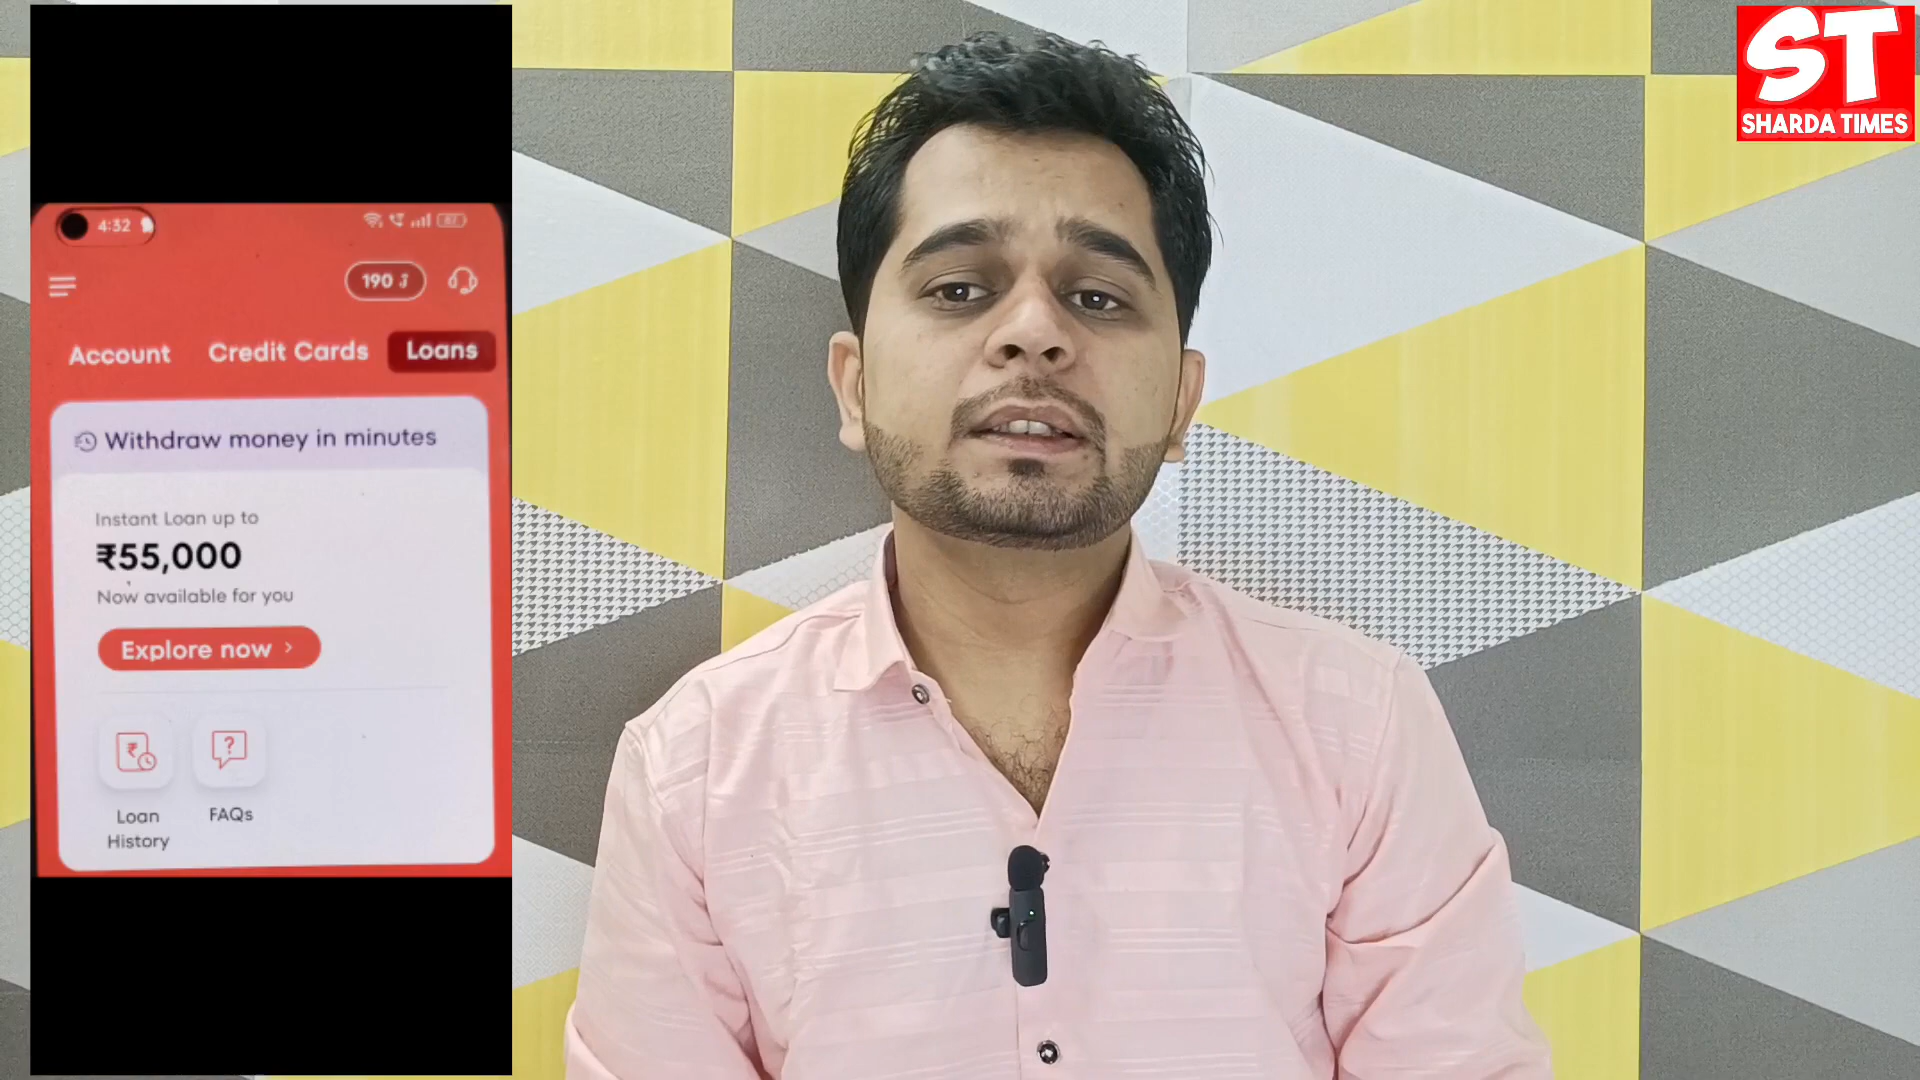 4:32
87
190 J
Account
Credit Cards
Loans
Withdraw money in minutes
Instant Loan up to
₹55,000
Now available for you
Explore now >
Loan
History
FAQs
ST
SHARDA TIMES